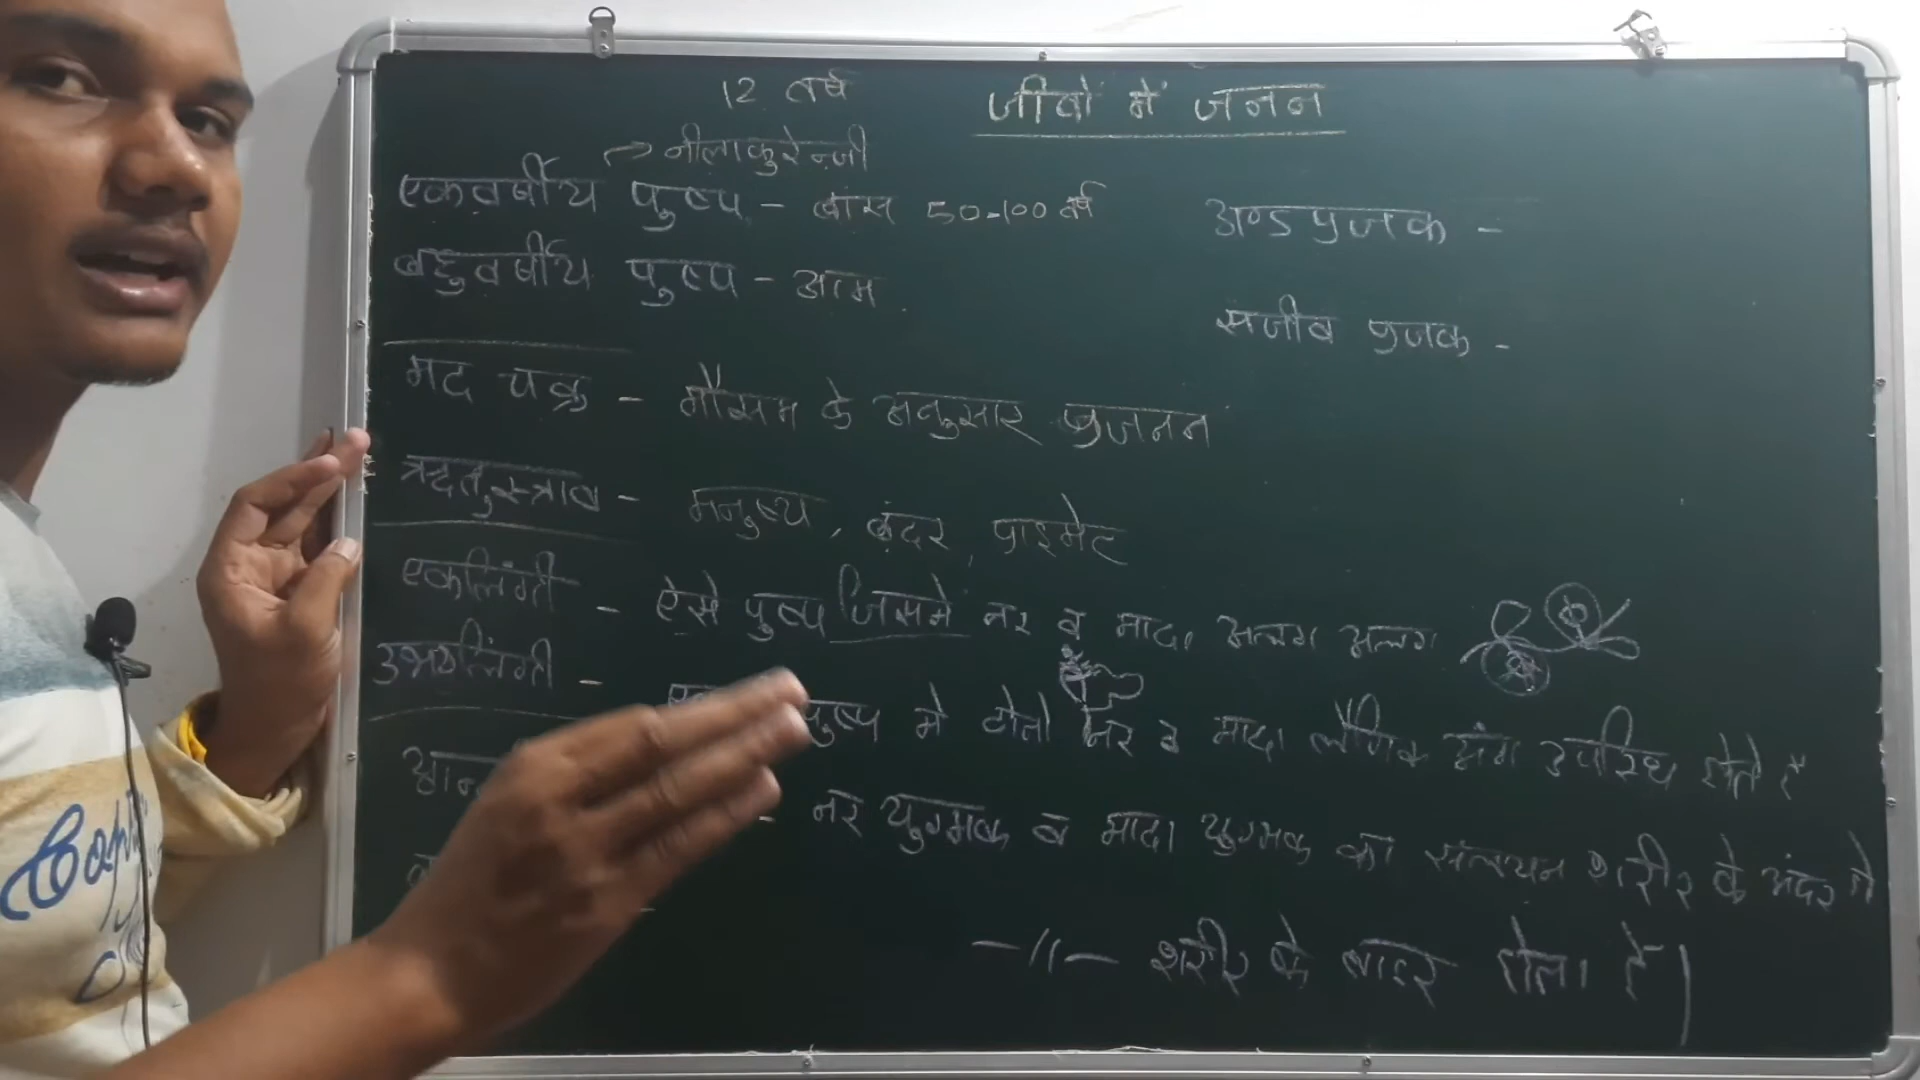 12 वर्ष
जीवों में जनन
→ नीलाकुरेन्जी
एकवर्षीय पुष्प - बांस 50-100 वर्ष
बहुवर्षीय पुष्प - आम
अण्डप्रजक -
सजीव प्रजक -
मद चक्र - मौसम के अनुसार प्रजनन
ऋतुस्त्राव - मनुष्य, बंदर, प्राइमेट
एकलिंगी - ऐसे पुष्प जिसमे नर व मादा अलग अलग
उभयलिंगी - पुष्प मे दोनो नर व मादा लैंगिक अंग उपस्थि होते है
- नर युग्मक व मादा युग्मक का संलयन शरीर के अंदर मे
-11- शरीर के बाहर होता है।